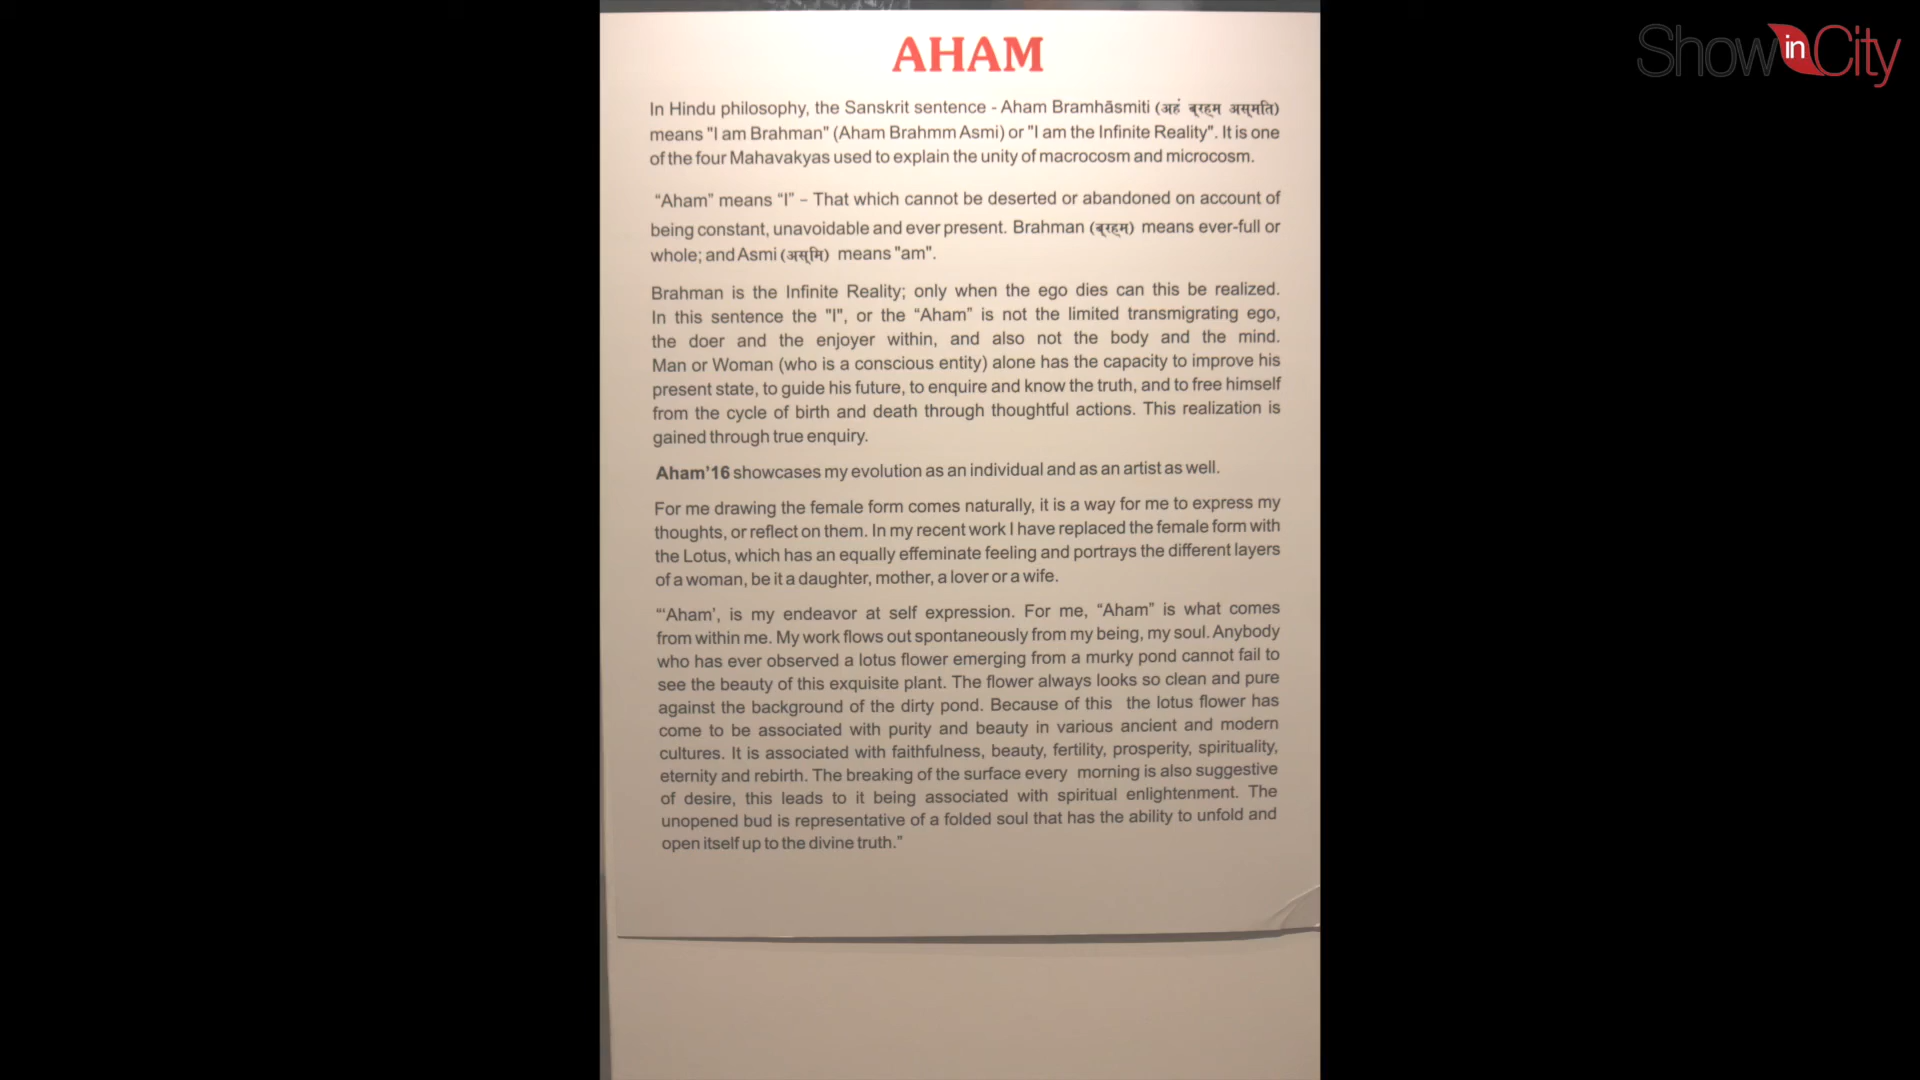 Show in City
AHAM
In Hindu philosophy, the Sanskrit sentence - Aham Bramhāsmiti (अहं ब्रहम अस्मति)
means "I am Brahman" (Aham Brahmm Asmi) or "I am the Infinite Reality". It is one
of the four Mahavakyas used to explain the unity of macrocosm and microcosm.
“Aham” means “I” – That which cannot be deserted or abandoned on account of
being constant, unavoidable and ever present. Brahman (ब्रहम) means ever-full or
whole; and Asmi (अस्मि) means "am".
Brahman is the Infinite Reality; only when the ego dies can this be realized.
In this sentence the "I", or the “Aham” is not the limited transmigrating ego,
the doer and the enjoyer within, and also not the body and the mind.
Man or Woman (who is a conscious entity) alone has the capacity to improve his
present state, to guide his future, to enquire and know the truth, and to free himself
from the cycle of birth and death through thoughtful actions. This realization is
gained through true enquiry.
Aham’16 showcases my evolution as an individual and as an artist as well.
For me drawing the female form comes naturally, it is a way for me to express my
thoughts, or reflect on them. In my recent work I have replaced the female form with
the Lotus, which has an equally effeminate feeling and portrays the different layers
of a woman, be it a daughter, mother, a lover or a wife.
“‘Aham’, is my endeavor at self expression. For me, “Aham” is what comes
from within me. My work flows out spontaneously from my being, my soul. Anybody
who has ever observed a lotus flower emerging from a murky pond cannot fail to
see the beauty of this exquisite plant. The flower always looks so clean and pure
against the background of the dirty pond. Because of this the lotus flower has
come to be associated with purity and beauty in various ancient and modern
cultures. It is associated with faithfulness, beauty, fertility, prosperity, spirituality,
eternity and rebirth. The breaking of the surface every morning is also suggestive
of desire, this leads to it being associated with spiritual enlightenment. The
unopened bud is representative of a folded soul that has the ability to unfold and
open itself up to the divine truth.”